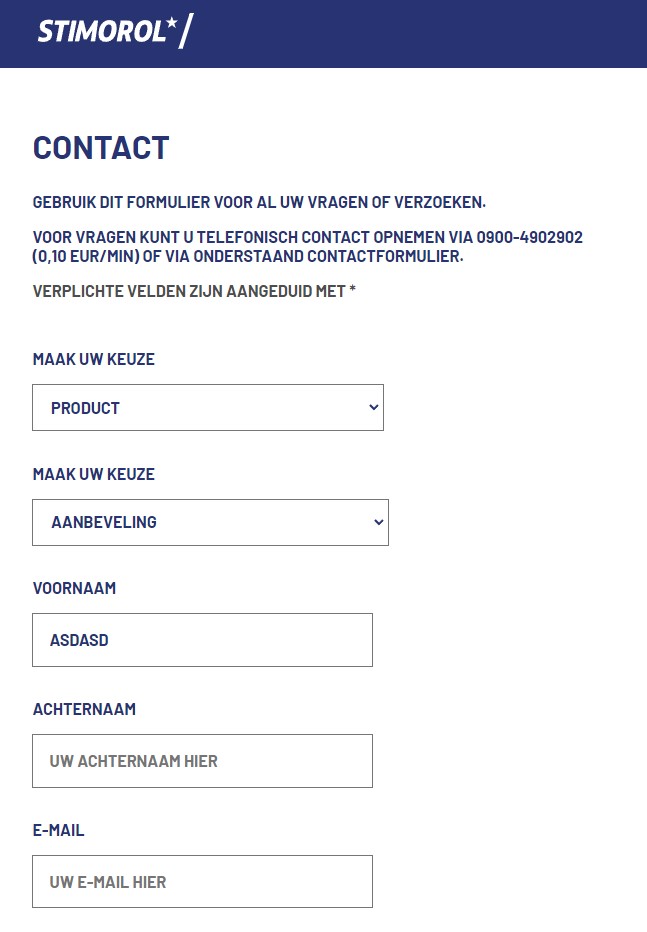 STIMOROL
CONTACT
GEBRUIK DIT FORMULIER VOOR AL UW VRAGEN OF VERZOEKEN.
VOOR VRAGEN KUNT U TELEFONISCH CONTACT OPNEMEN VIA 0900-4902902
(0,10 EUR/MIN) OF VIA ONDERSTAAND CONTACTFORMULIER.
VERPLICHTE VELDEN ZIJN AANGEDUID MET *
MAAK UW KEUZE
PRODUCT
MAAK UW KEUZE
AANBEVELING
VOORNAAM
ASDASD
ACHTERNAAM
UW ACHTERNAAM HIER
E-MAIL
UW E-MAIL HIER